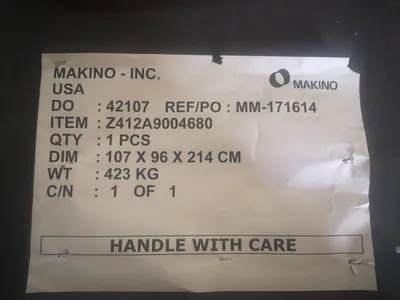 MAKINO - INC.
MAKINO
USA
DO : 42107 REF/PO : MM-171614
ITEM : Z412A9004680
QTY : 1 PCS
DIM : 107 X 96 X 214 CM
WT : 423 KG
C/N : 1 OF 1
HANDLE WITH CARE